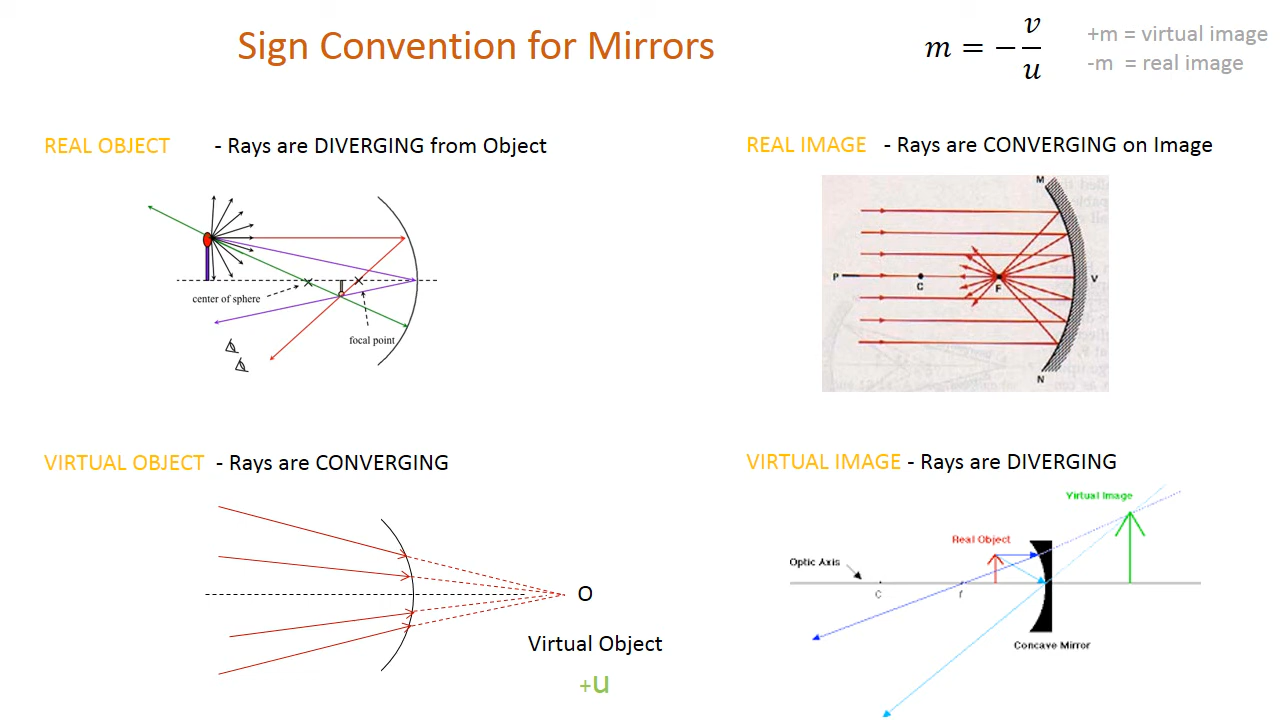 Sign Convention for Mirrors
m = − v/u
+m = virtual image
-m = real image
REAL OBJECT - Rays are DIVERGING from Object
center of sphere
focal point
REAL IMAGE - Rays are CONVERGING on Image
M
P
C
F
V
N
VIRTUAL OBJECT - Rays are CONVERGING
O
Virtual Object
+u
VIRTUAL IMAGE - Rays are DIVERGING
Virtual Image
Real Object
Optic Axis
C
f
Concave Mirror